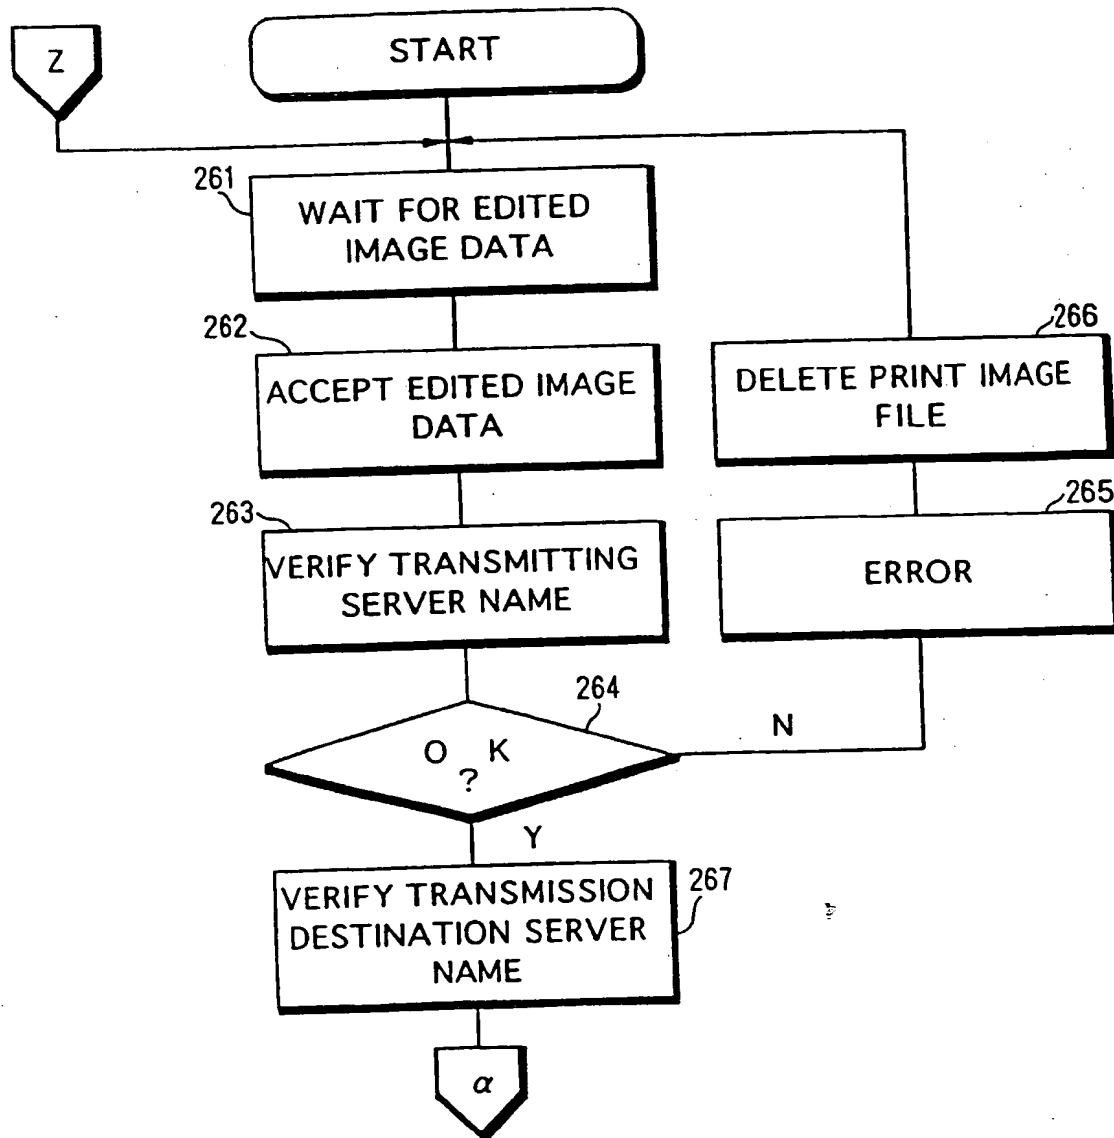 Z
START
261
WAIT FOR EDITED
IMAGE DATA
262
ACCEPT EDITED IMAGE
DATA
266
DELETE PRINT IMAGE
FILE
263
VERIFY TRANSMITTING
SERVER NAME
265
ERROR
264
O K
?
N
Y
267
VERIFY TRANSMISSION
DESTINATION SERVER
NAME
α